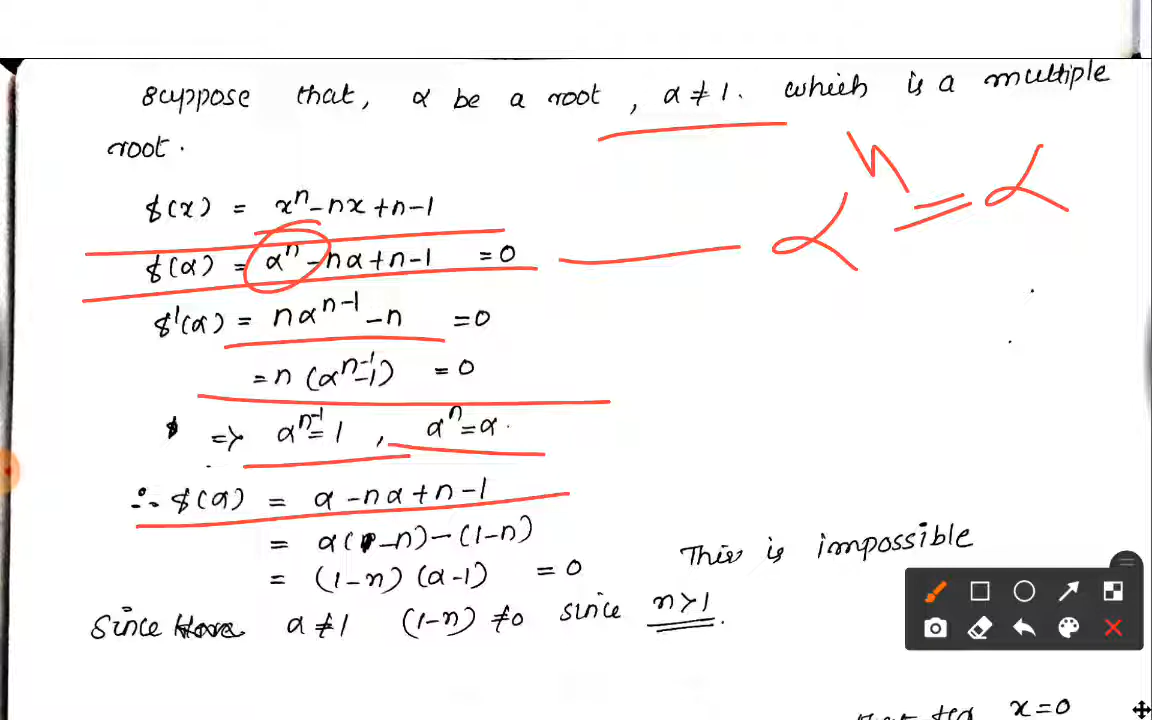 suppose that, α be a root, α ≠ 1. which is a multiple
root.
f(x) = xⁿ - nx + n - 1
f(α) = αⁿ - nα + n - 1 = 0
αⁿ = α
f'(α) = nαⁿ⁻¹ - n = 0
= n (αⁿ⁻¹ - 1) = 0
=> αⁿ⁻¹ = 1, αⁿ = α.
∴ f(α) = α - nα + n - 1
= α(1 - n) - (1 - n)
= (1 - n) (α - 1) = 0 This is impossible
Since α ≠ 1 (1 - n) ≠ 0 since n > 1.
x = 0